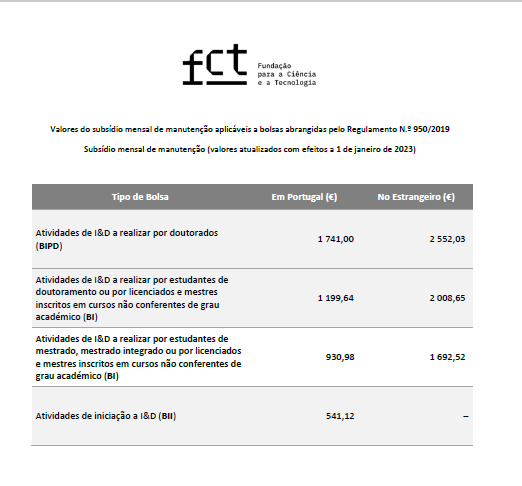 fct
Fundação
para a Ciência
e a Tecnologia
Valores do subsídio mensal de manutenção aplicáveis a bolsas abrangidas pelo Regulamento N.º 950/2019
Subsídio mensal de manutenção (valores atualizados com efeitos a 1 de janeiro de 2023)
Tipo de Bolsa Em Portugal (€) No Estrangeiro (€)
Atividades de I&D a realizar por doutorados
(BIPD)
1 741,00 2 552,03
Atividades de I&D a realizar por estudantes de
doutoramento ou por licenciados e mestres
inscritos em cursos não conferentes de grau
académico (BI)
1 199,64 2 008,65
Atividades de I&D a realizar por estudantes de
mestrado, mestrado integrado ou por licenciados
e mestres inscritos em cursos não conferentes de
grau académico (BI)
930,98 1 692,52
Atividades de iniciação a I&D (BII) 541,12 –